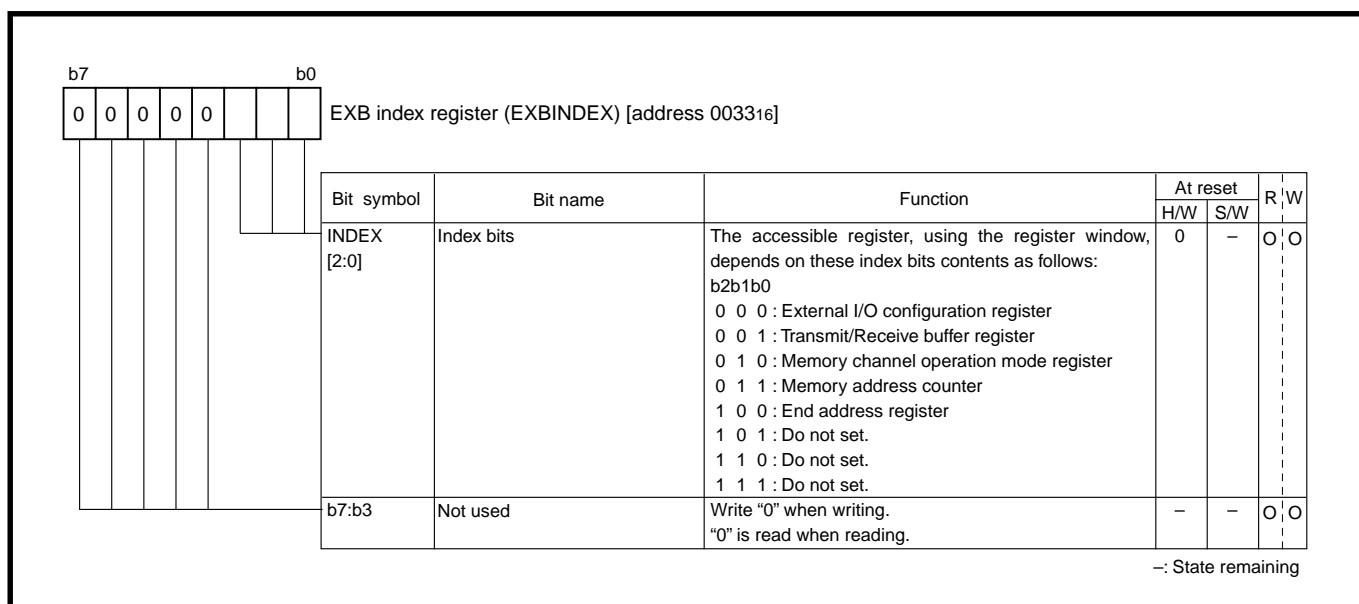 b7 b0
0 0 0 0 0
EXB index register (EXBINDEX) [address 003316]
Bit symbol Bit name Function At reset R W
H/W S/W
INDEX Index bits The accessible register, using the register window, 0 – O O
[2:0] depends on these index bits contents as follows:
b2b1b0
0 0 0 : External I/O configuration register
0 0 1 : Transmit/Receive buffer register
0 1 0 : Memory channel operation mode register
0 1 1 : Memory address counter
1 0 0 : End address register
1 0 1 : Do not set.
1 1 0 : Do not set.
1 1 1 : Do not set.
b7:b3 Not used Write “0” when writing. – – O O
“0” is read when reading.
–: State remaining